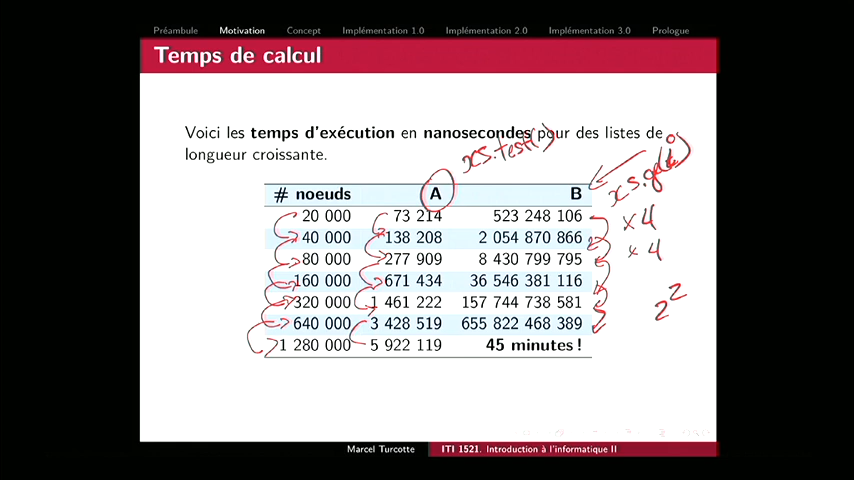 Préambule Motivation Concept Implémentation 1.0 Implémentation 2.0 Implémentation 3.0 Prologue
Temps de calcul
Voici les temps d'exécution en nanosecondes pour des listes de
longueur croissante.
xs.test()
xs.get(i)
# noeuds A B
20 000 73 214 523 248 106 ×4
40 000 138 208 2 054 870 866 ×4
80 000 277 909 8 430 799 795
160 000 671 434 36 546 381 116
320 000 1 461 222 157 744 738 581 2²
640 000 3 428 519 655 822 468 389
1 280 000 5 922 119 45 minutes !
Marcel Turcotte ITI 1521. Introduction à l'informatique II